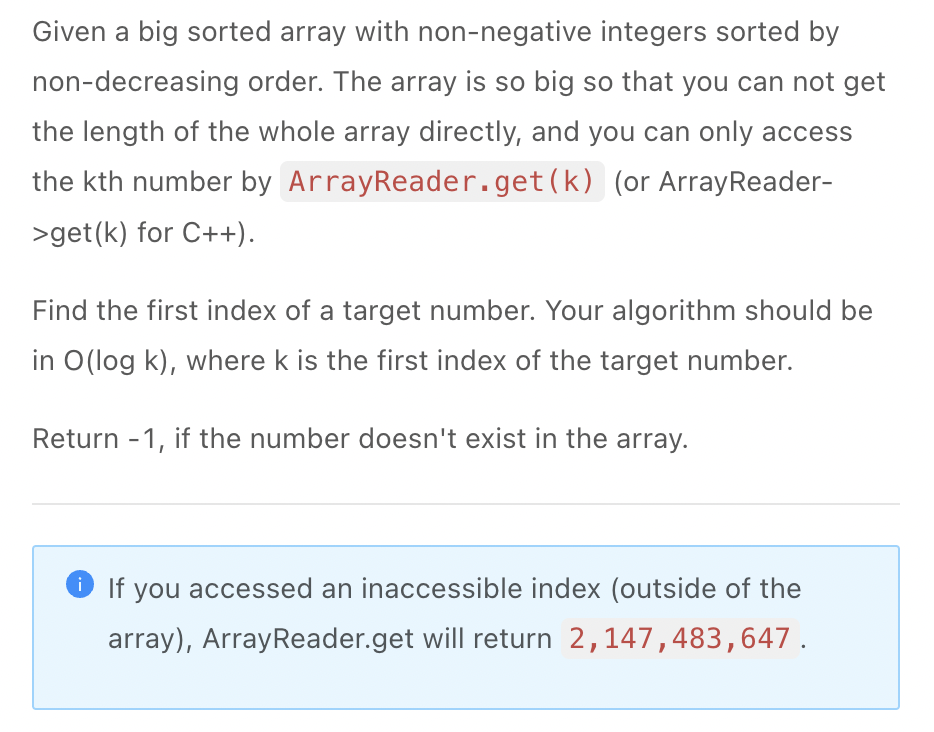 Given a big sorted array with non-negative integers sorted by
non-decreasing order. The array is so big so that you can not get
the length of the whole array directly, and you can only access
the kth number by ArrayReader.get(k) (or ArrayReader-
>get(k) for C++).
Find the first index of a target number. Your algorithm should be
in O(log k), where k is the first index of the target number.
Return -1, if the number doesn't exist in the array.
If you accessed an inaccessible index (outside of the
array), ArrayReader.get will return 2,147,483,647.